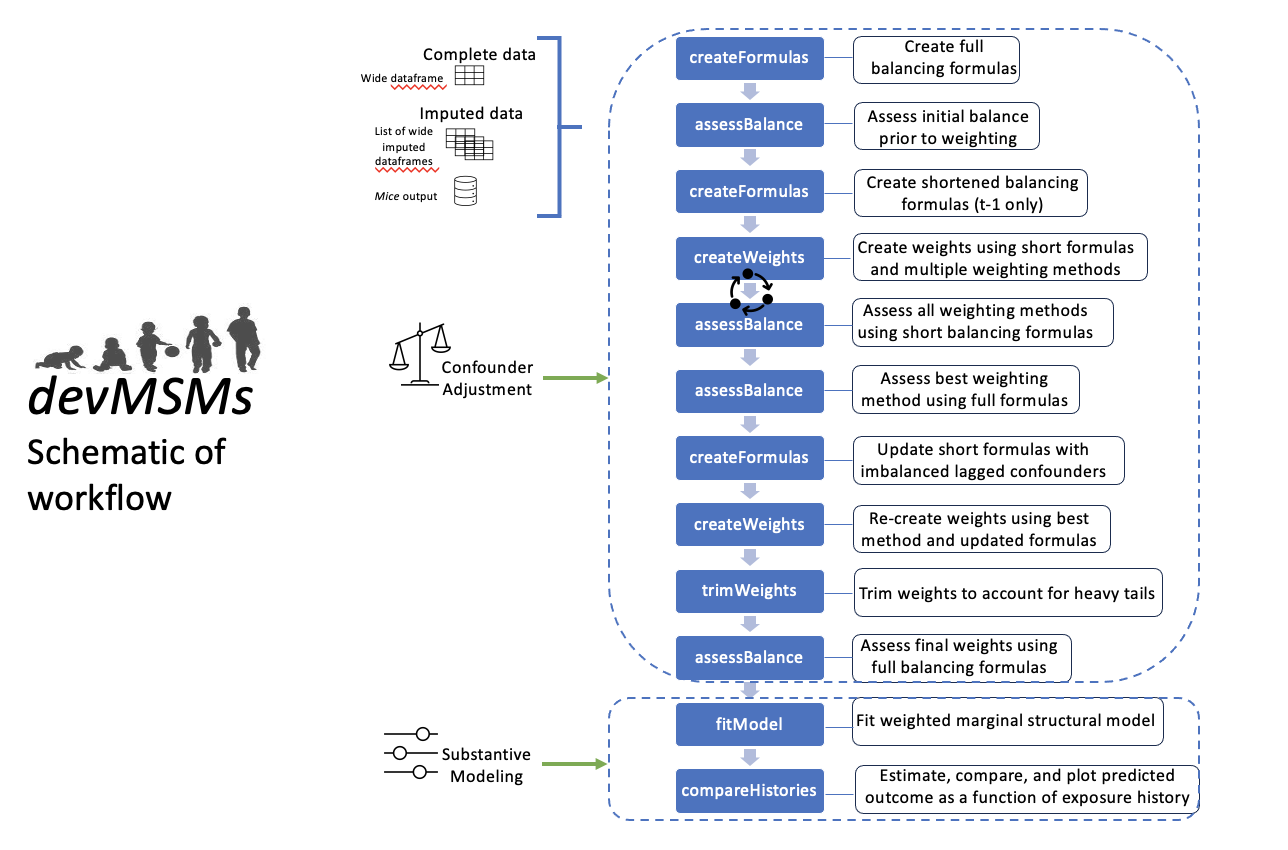 Complete data
Wide dataframe
Imputed data
List of wide
imputed
dataframes
Mice output
devMSMs
Schematic of
workflow
Confounder
Adjustment
Substantive
Modeling
createFormulas
Create full
balancing formulas
assessBalance
Assess initial balance
prior to weighting
createFormulas
Create shortened balancing
formulas (t-1 only)
createWeights
Create weights using short formulas
and multiple weighting methods
assessBalance
Assess all weighting methods
using short balancing formulas
assessBalance
Assess best weighting
method using full formulas
createFormulas
Update short formulas with
imbalanced lagged confounders
createWeights
Re-create weights using best
method and updated formulas
trimWeights
Trim weights to account for heavy tails
assessBalance
Assess final weights using
full balancing formulas
fitModel
Fit weighted marginal structural model
compareHistories
Estimate, compare, and plot predicted
outcome as a function of exposure history